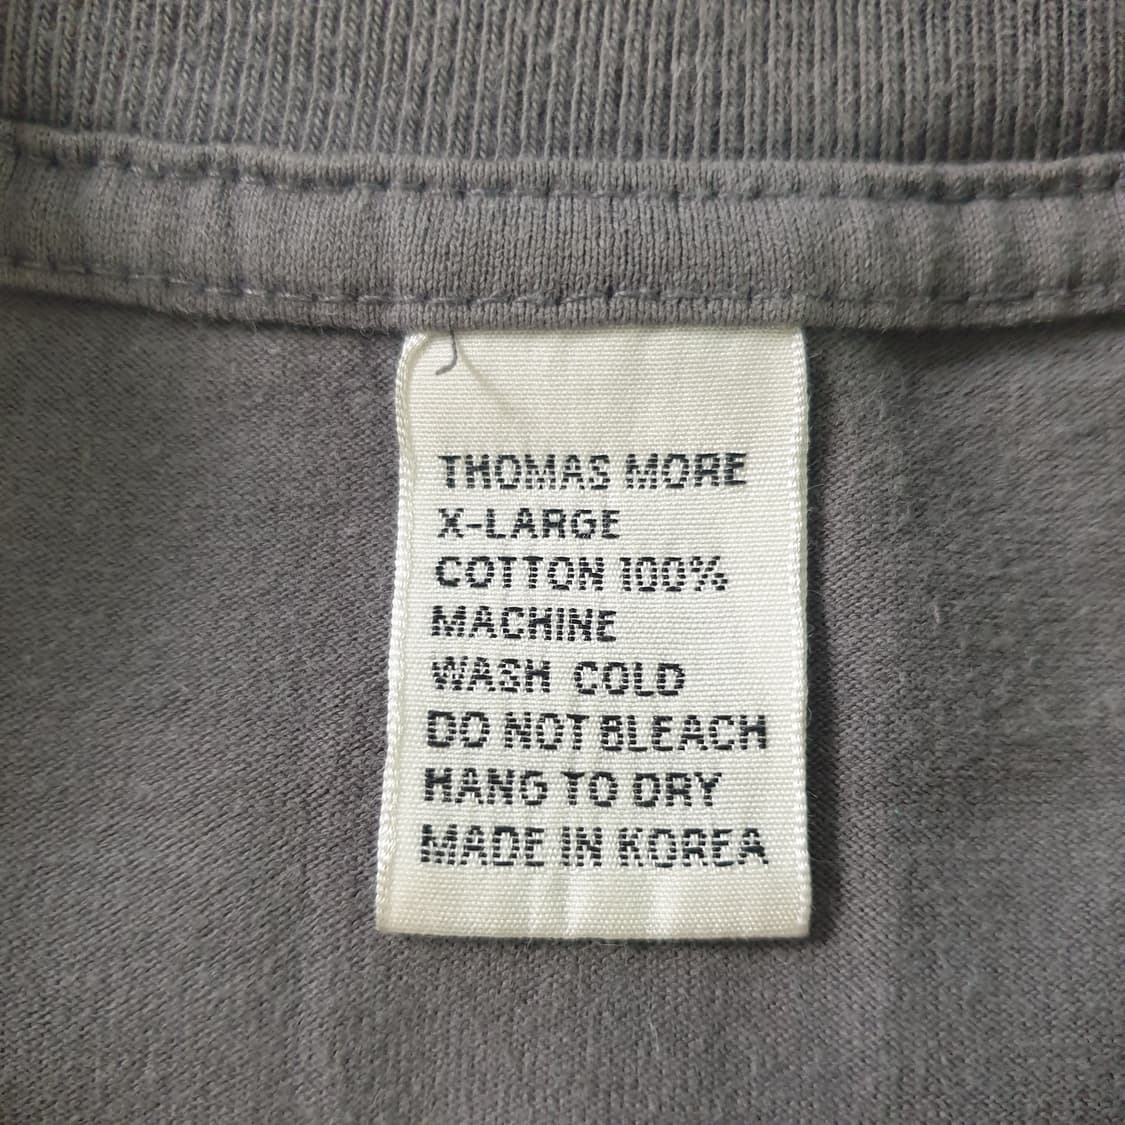 THOMAS MORE
X-LARGE
COTTON 100%
MACHINE
WASH COLD
DO NOT BLEACH
HANG TO DRY
MADE IN KOREA